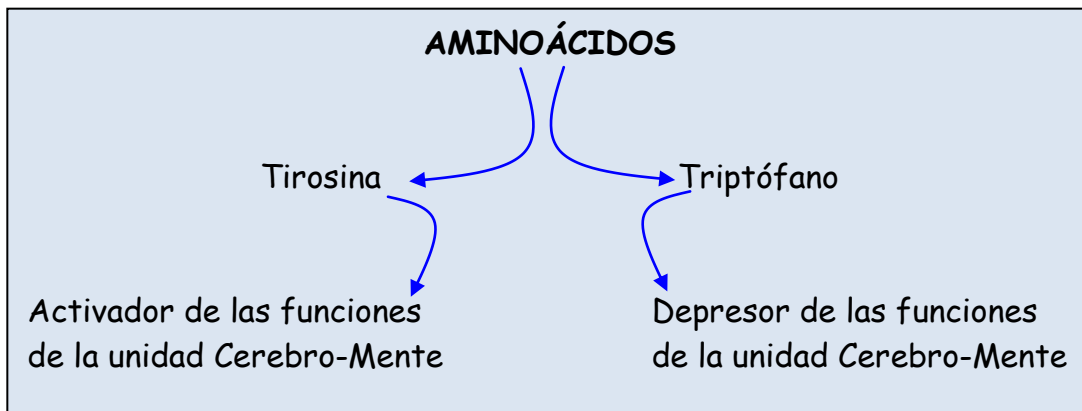 AMINOÁCIDOS
Tirosina
Triptófano
Activador de las funciones
de la unidad Cerebro-Mente
Depresor de las funciones
de la unidad Cerebro-Mente